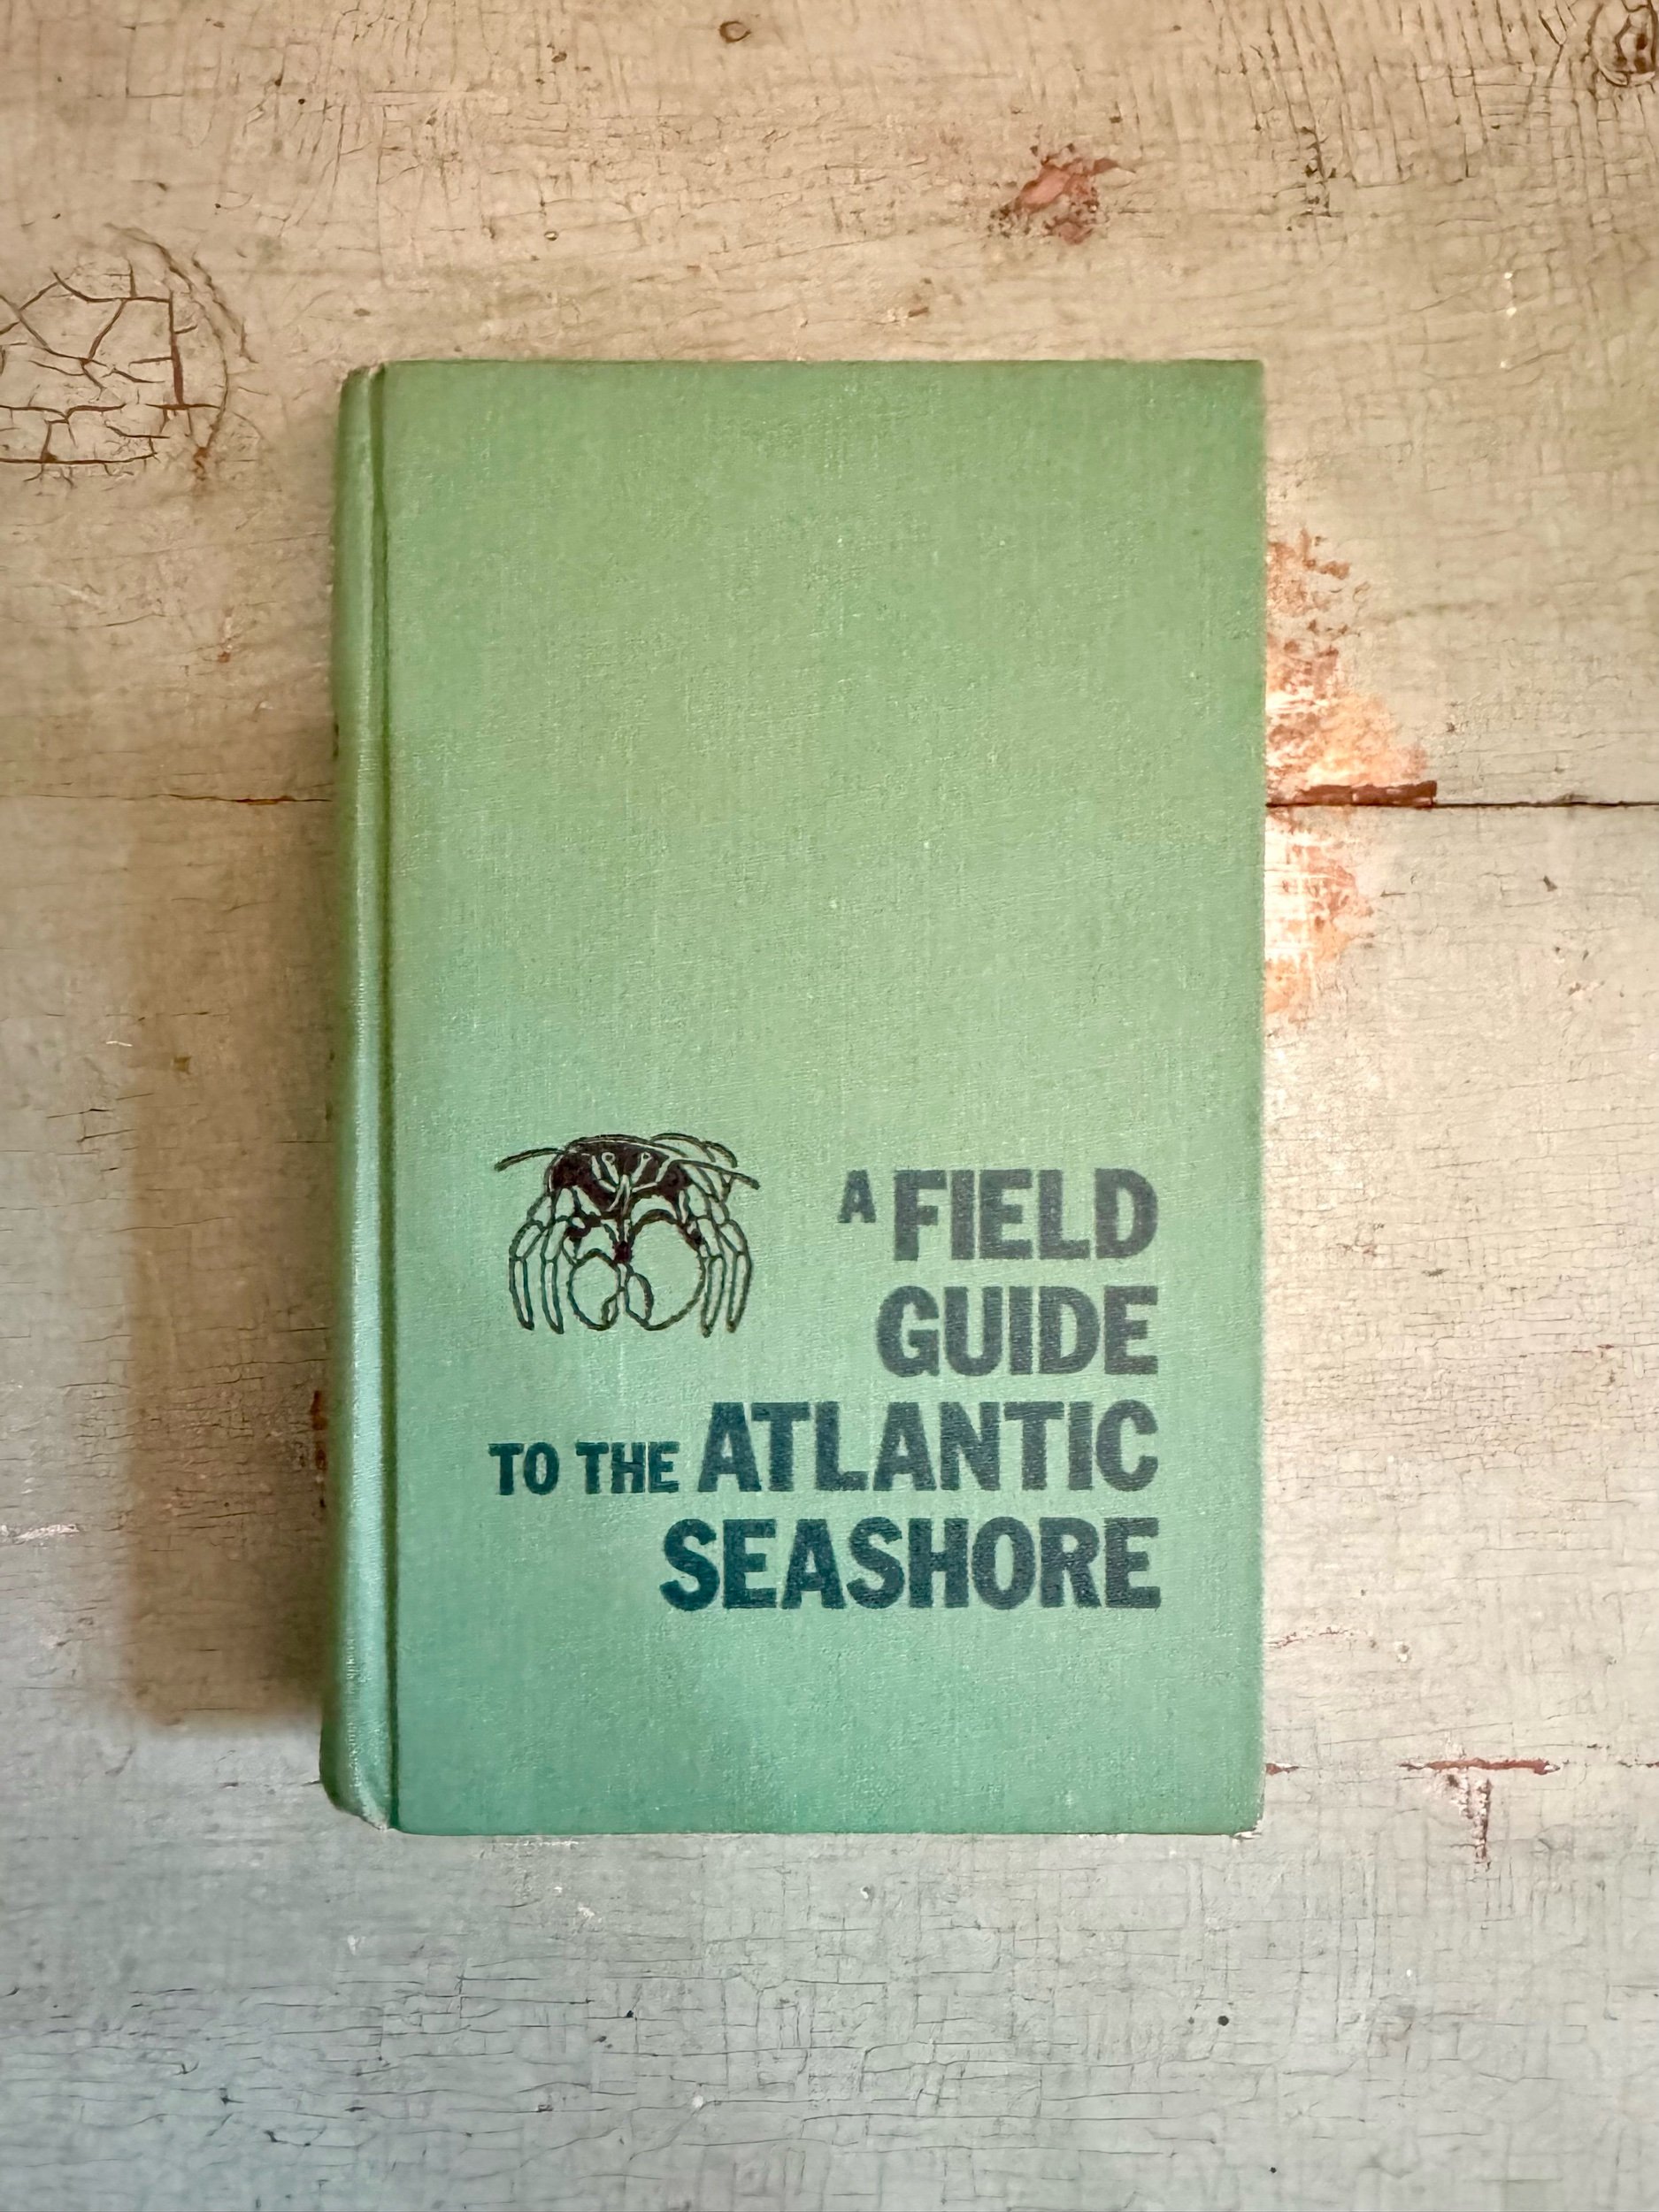 A FIELD
GUIDE
TO THE ATLANTIC
SEASHORE